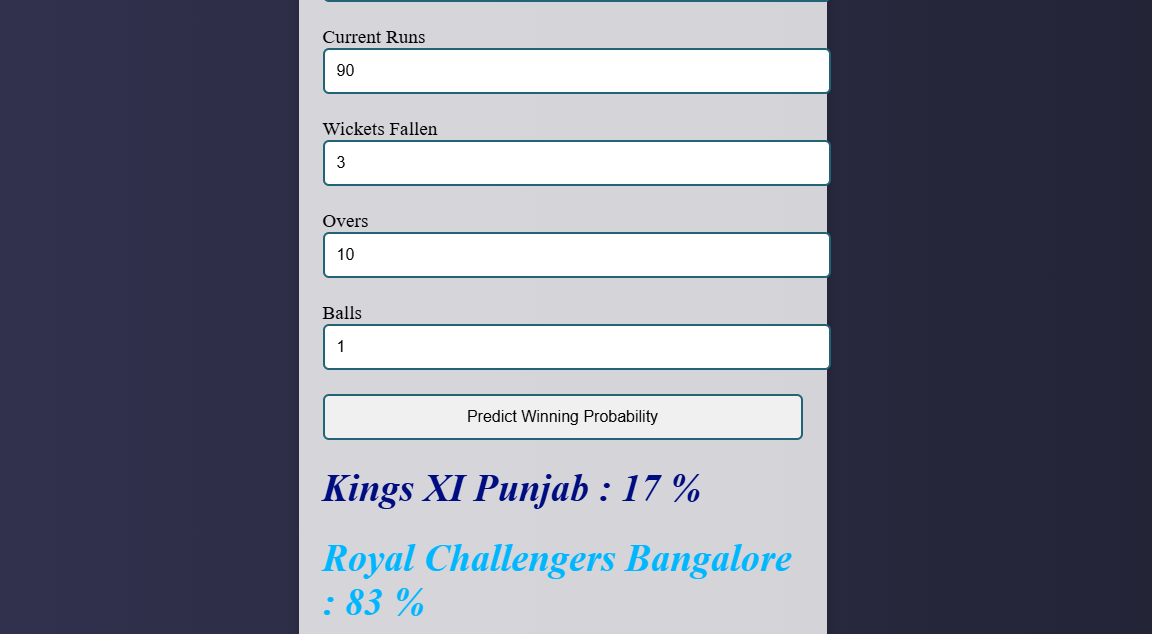 Current Runs
90
Wickets Fallen
3
Overs
10
Balls
1
Predict Winning Probability
Kings XI Punjab : 17 %
Royal Challengers Bangalore
: 83 %